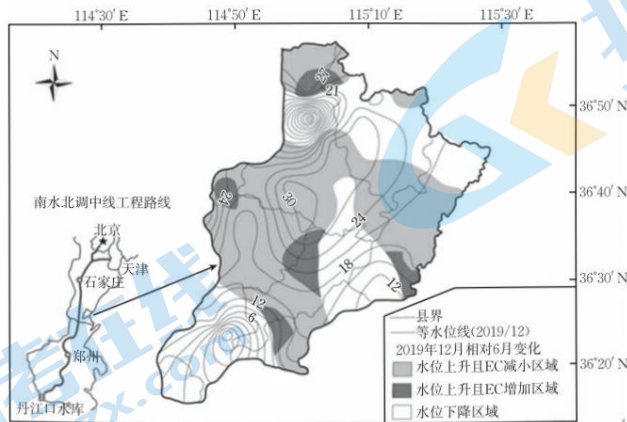 114°30′ E
114°50′ E
115°10′ E
115°30′ E
N
36°50′ N
36°40′ N
36°30′ N
36°20′ N
21
24
30
24
18
12
12
6
南水北调中线工程路线
北京
天津
石家庄
郑州
丹江口水库
县界
等水位线(2019/12)
2019年12月相对6月变化
水位上升且EC减小区域
水位上升且EC增加区域
水位下降区域